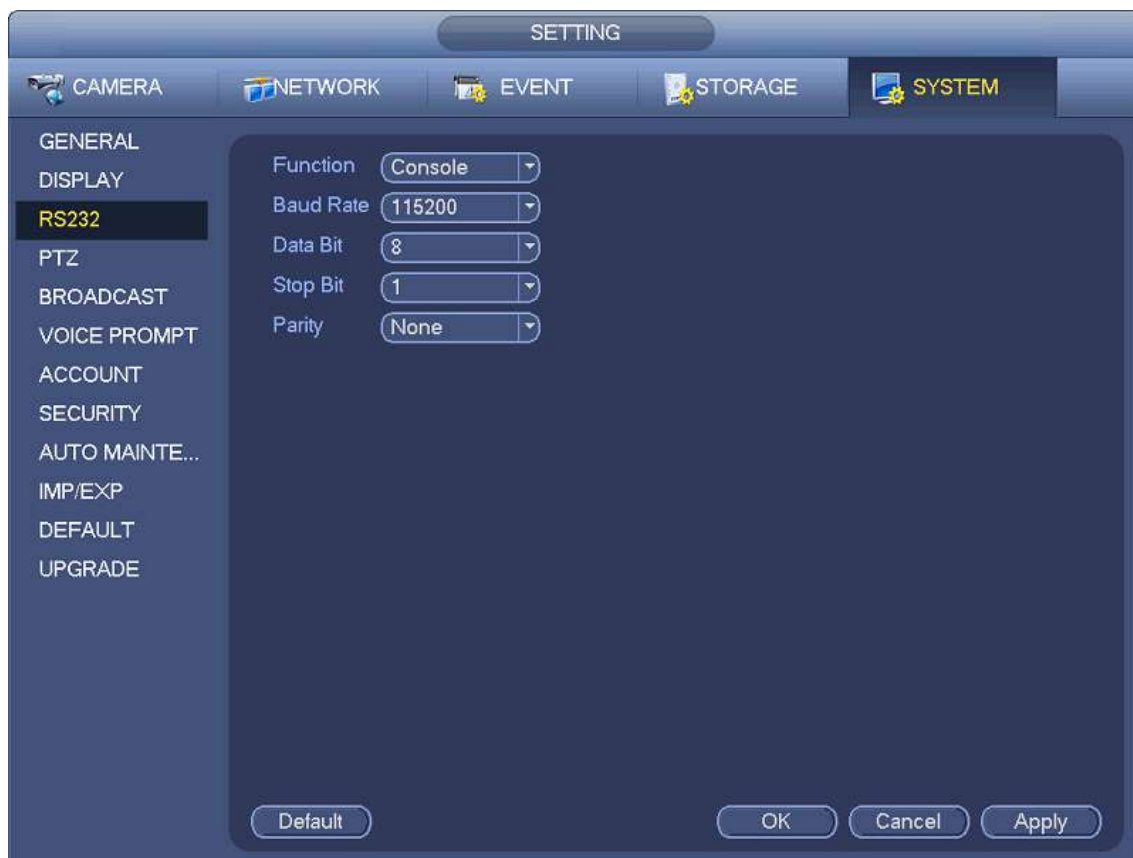 SETTING
CAMERA NETWORK EVENT STORAGE SYSTEM
GENERAL
DISPLAY
RS232
PTZ
BROADCAST
VOICE PROMPT
ACCOUNT
SECURITY
AUTO MAINTE...
IMP/EXP
DEFAULT
UPGRADE
Function Console
Baud Rate 115200
Data Bit 8
Stop Bit 1
Parity None
Default OK Cancel Apply